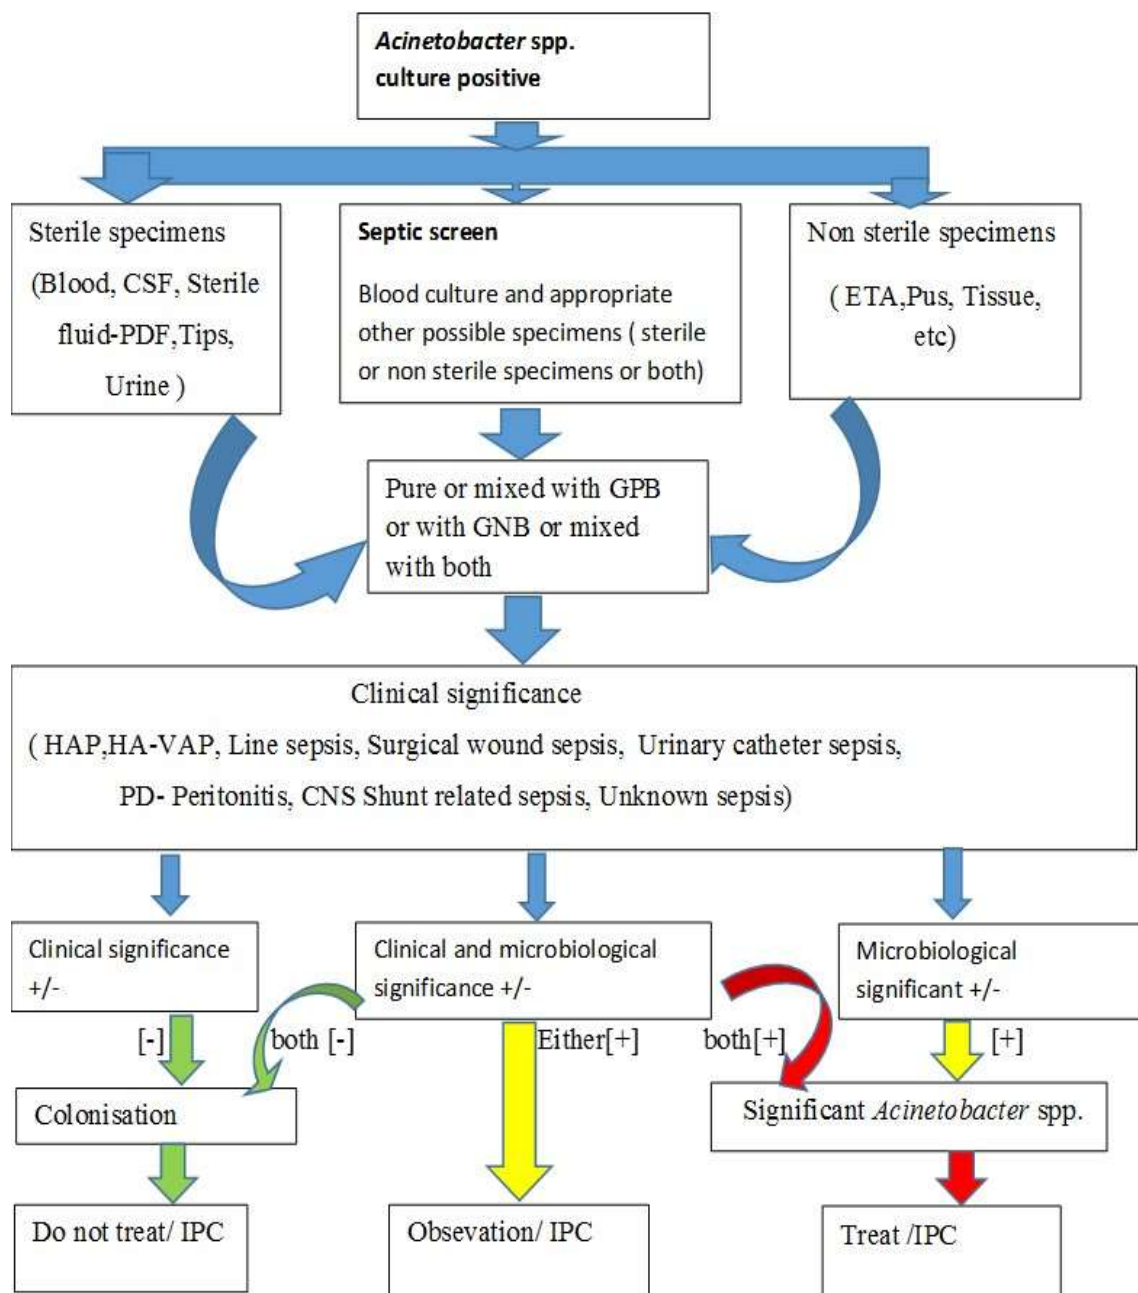 Acinetobacter spp.
culture positive
Sterile specimens
(Blood, CSF, Sterile
fluid-PDF,Tips,
Urine )
Septic screen
Blood culture and appropriate
other possible specimens ( sterile
or non sterile specimens or both)
Non sterile specimens
( ETA,Pus, Tissue,
etc)
Pure or mixed with GPB
or with GNB or mixed
with both
Clinical significance
( HAP,HA-VAP, Line sepsis, Surgical wound sepsis, Urinary catheter sepsis,
PD- Peritonitis, CNS Shunt related sepsis, Unknown sepsis)
Clinical significance
+/-
Clinical and microbiological
significance +/-
Microbiological
significant +/-
[-]
both [-]
Either[+]
both[+]
[+]
Colonisation
Significant Acinetobacter spp.
Do not treat/ IPC
Obsevation/ IPC
Treat /IPC